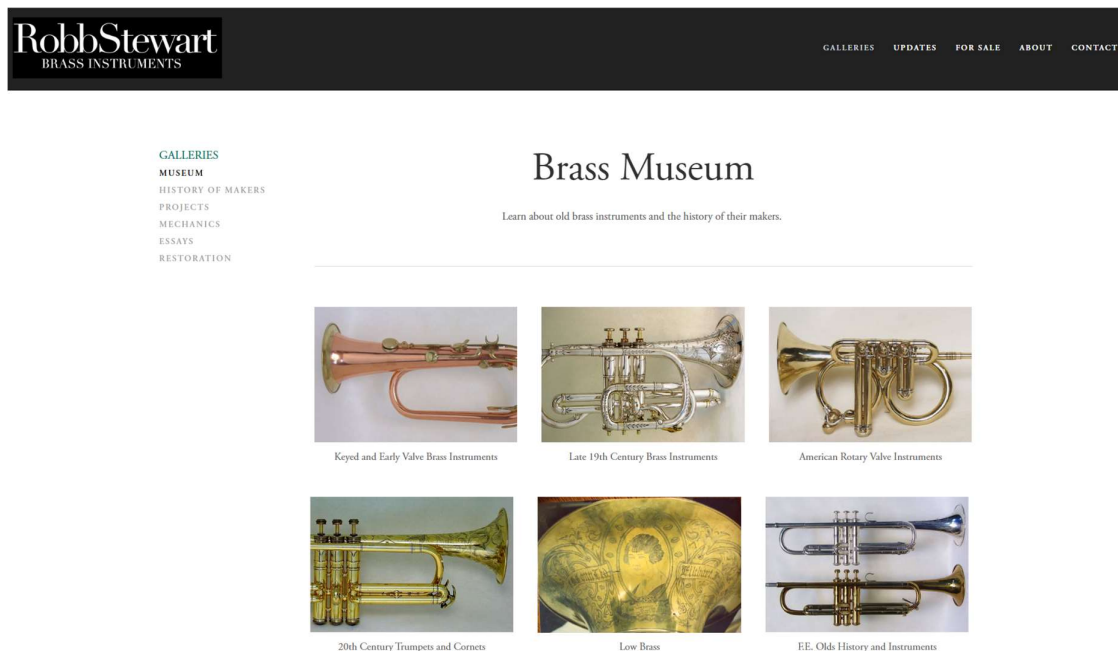 RobbStewart
BRASS INSTRUMENTS
GALLERIES UPDATES FOR SALE ABOUT CONTACT
GALLERIES
MUSEUM
HISTORY OF MAKERS
PROJECTS
MECHANICS
ESSAYS
RESTORATION
Brass Museum
Learn about old brass instruments and the history of their makers.
Keyed and Early Valve Brass Instruments
Late 19th Century Brass Instruments
American Rotary Valve Instruments
20th Century Trumpets and Cornets
Low Brass
F.E. Olds History and Instruments